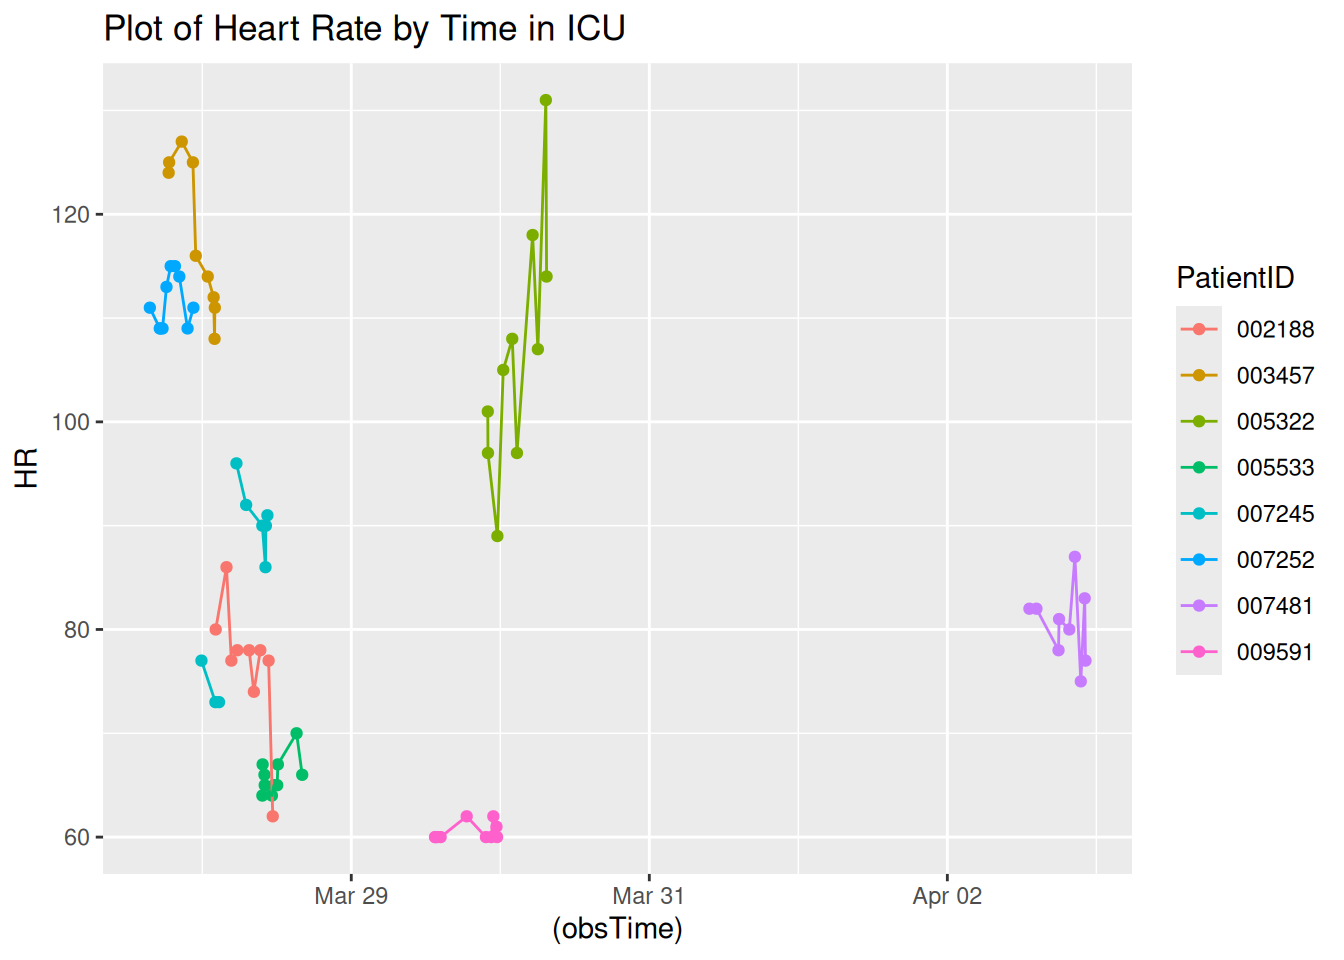 Plot of Heart Rate by Time in ICU
HR
120
100
80
60
Mar 29
Mar 31
Apr 02
(obsTime)
PatientID
002188
003457
005322
005533
007245
007252
007481
009591